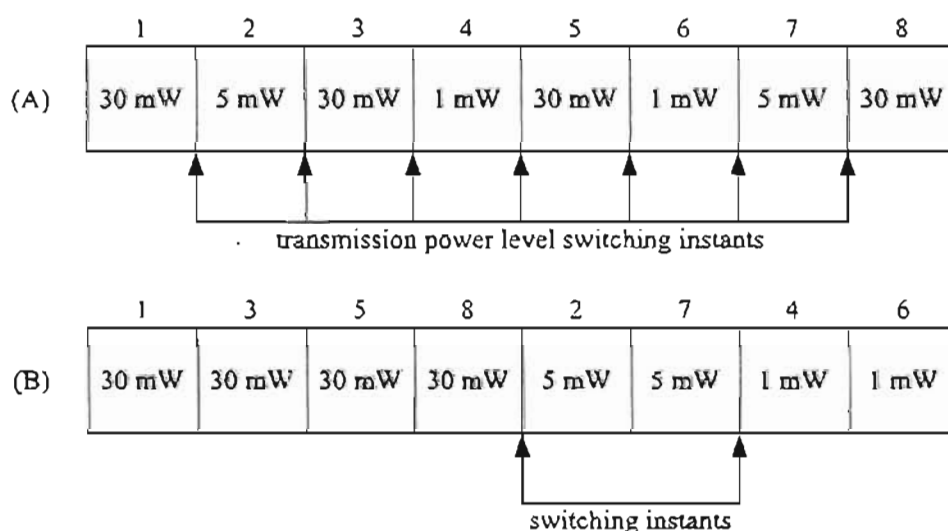 1 2 3 4 5 6 7 8
(A) 30 mW 5 mW 30 mW 1 mW 30 mW 1 mW 5 mW 30 mW
transmission power level switching instants
1 3 5 8 2 7 4 6
(B) 30 mW 30 mW 30 mW 30 mW 5 mW 5 mW 1 mW 1 mW
switching instants